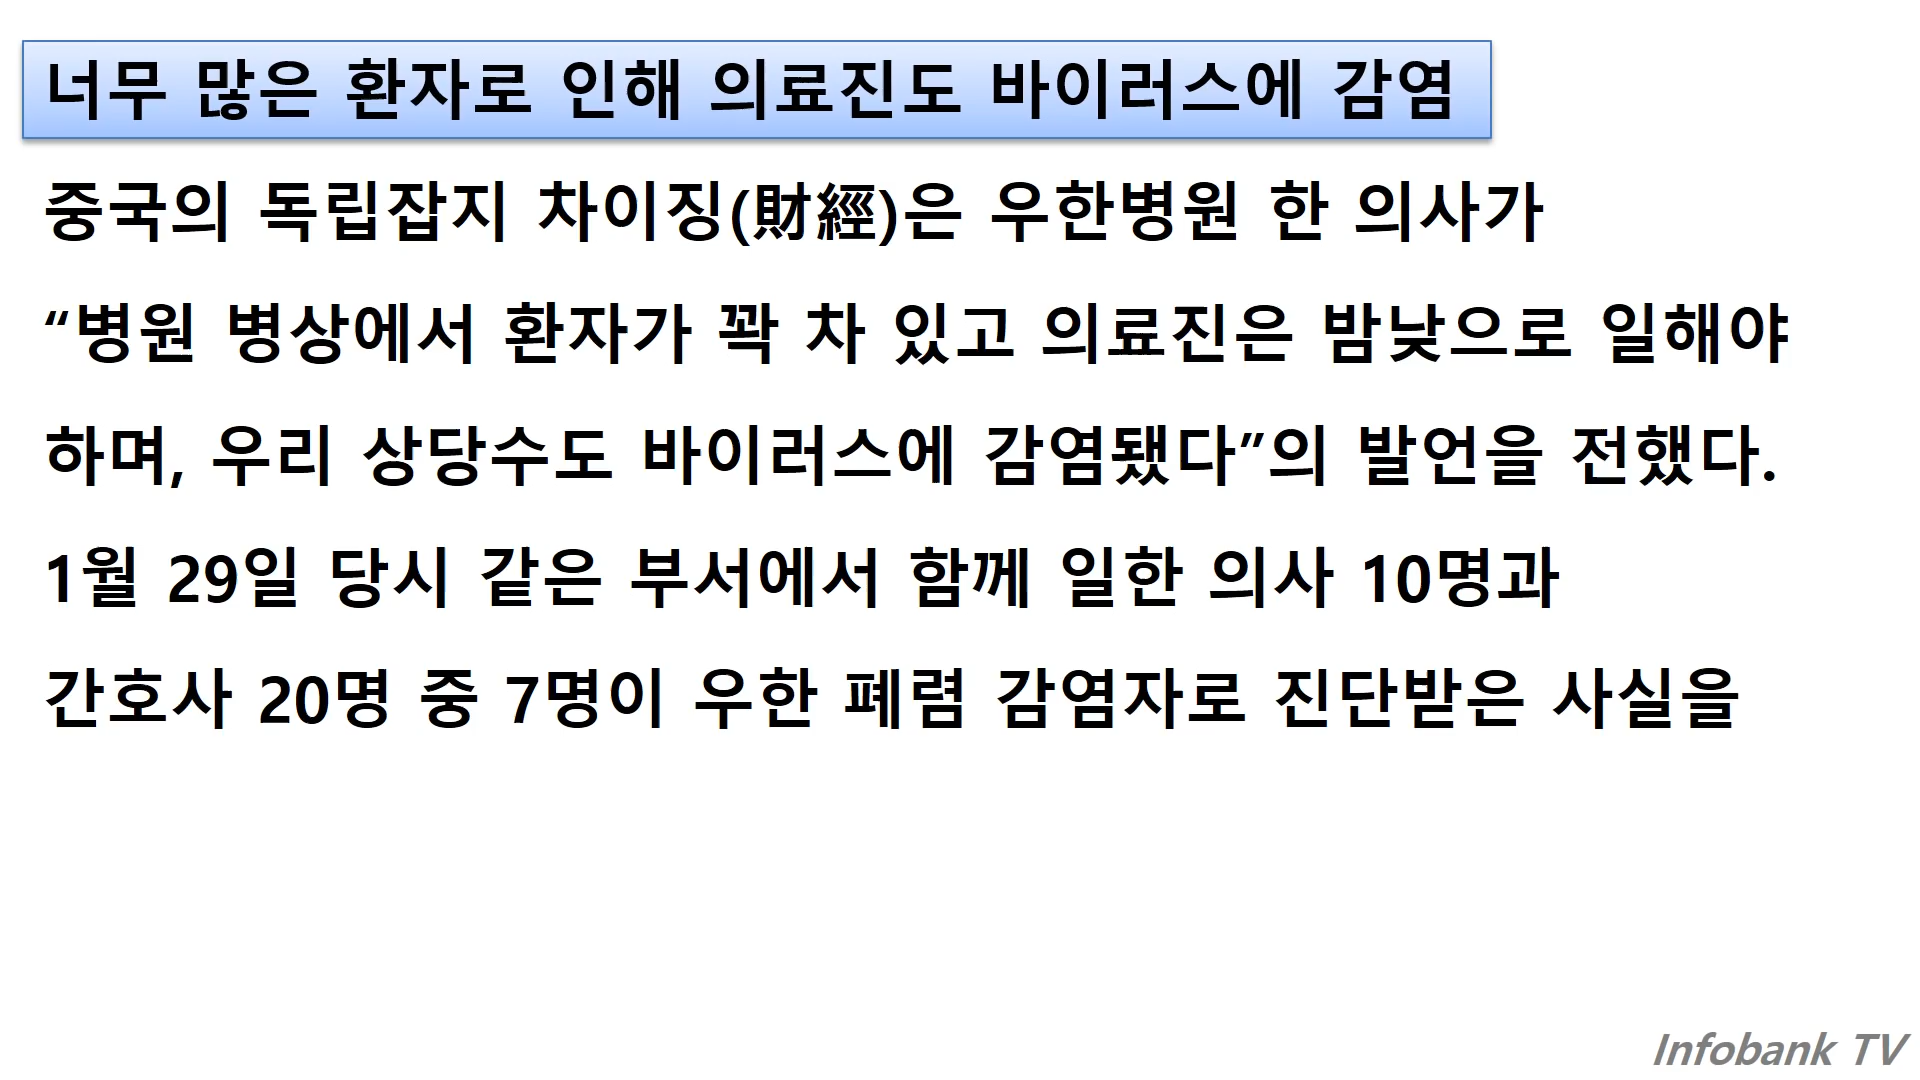 너무 많은 환자로 인해 의료진도 바이러스에 감염
중국의 독립잡지 차이징(財經)은 우한병원 한 의사가
“병원 병상에서 환자가 꽉 차 있고 의료진은 밤낮으로 일해야
하며, 우리 상당수도 바이러스에 감염됐다”의 발언을 전했다.
1월 29일 당시 같은 부서에서 함께 일한 의사 10명과
간호사 20명 중 7명이 우한 폐렴 감염자로 진단받은 사실을
Infobank TV